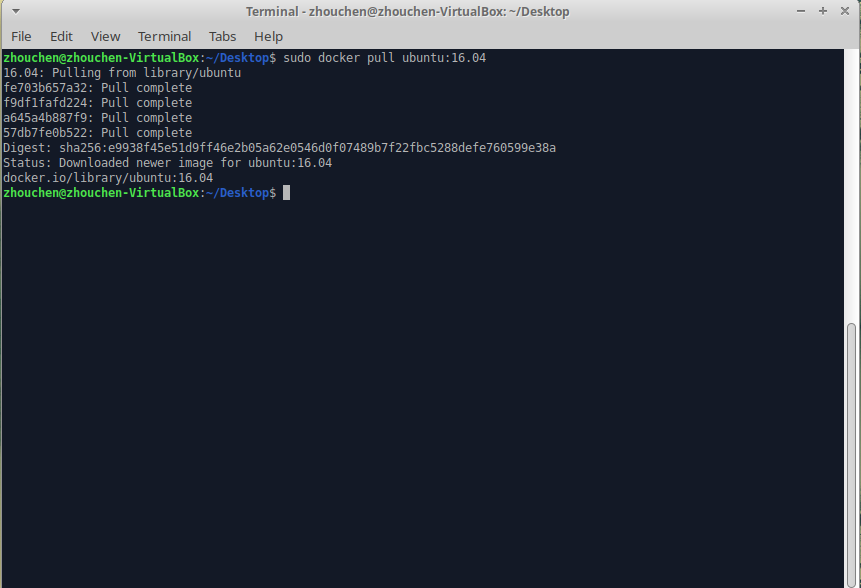 Terminal - zhouchen@zhouchen-VirtualBox: ~/Desktop
File Edit View Terminal Tabs Help
zhouchen@zhouchen-VirtualBox:~/Desktop$ sudo docker pull ubuntu:16.04
16.04: Pulling from library/ubuntu
fe703b657a32: Pull complete
f9df1fafd224: Pull complete
a645a4b887f9: Pull complete
57db7fe0b522: Pull complete
Digest: sha256:e9938f45e51d9ff46e2b05a62e0546d0f07489b7f22fbc5288defe760599e38a
Status: Downloaded newer image for ubuntu:16.04
docker.io/library/ubuntu:16.04
zhouchen@zhouchen-VirtualBox:~/Desktop$